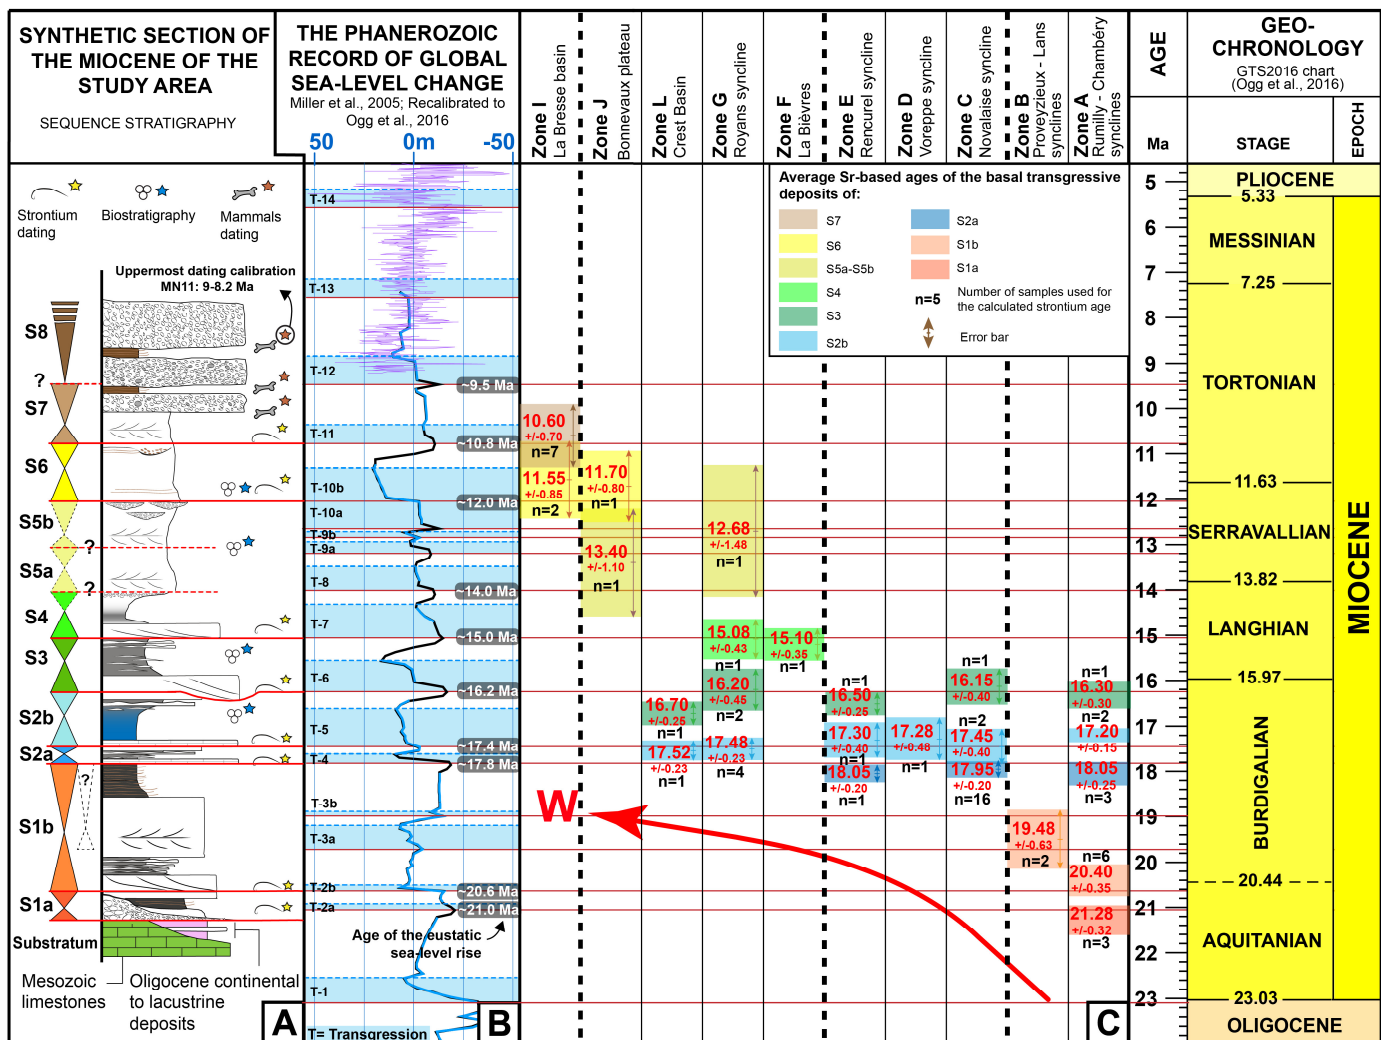 SYNTHETIC SECTION OF
THE MIOCENE OF THE
STUDY AREA
SEQUENCE STRATIGRAPHY
THE PHANEROZOIC
RECORD OF GLOBAL
SEA-LEVEL CHANGE
Miller et al., 2005; Recalibrated to
Ogg et al., 2016
50 0m -50
Zone I
La Bresse basin
Zone J
Bonnevaux plateau
Zone L
Crest Basin
Zone G
Royans syncline
Zone F
La Bièvres
Zone E
Rencurel syncline
Zone D
Voreppe syncline
Zone C
Novalaise syncline
Zone B
Proveyzieux - Lans
synclines
Zone A
Rumilly - Chambéry
synclines
AGE
Ma
GEO-
CHRONOLOGY
GTS2016 chart
(Ogg et al., 2016)
STAGE
EPOCH
Strontium
dating
Biostratigraphy
Mammals
dating
Uppermost dating calibration
MN11: 9-8.2 Ma
S8
?
S7
S6
S5b
?
S5a
?
S4
S3
S2b
S2a
?
S1b
S1a
Substratum
Mesozoic
limestones
Oligocene continental
to lacustrine
deposits
A
T-14
T-13
T-12
~9.5 Ma
T-11
~10.8 Ma
T-10b
~12.0 Ma
T-10a
T-9b
T-9a
T-8
~14.0 Ma
T-7
~15.0 Ma
T-6
~16.2 Ma
T-5
~17.4 Ma
T-4
~17.8 Ma
T-3b
T-3a
T-2b
~20.6 Ma
T-2a
~21.0 Ma
Age of the eustatic
sea-level rise
T-1
T= Transgression
B
Average Sr-based ages of the basal transgressive
deposits of:
S7
S6
S5a-S5b
S4
S3
S2b
S2a
S1b
S1a
n=5
Number of samples used for
the calculated strontium age
Error bar
10.60
+/-0.70
n=7
11.55
+/-0.85
n=2
11.70
+/-0.80
n=1
13.40
+/-1.10
n=1
16.70
+/-0.25
n=1
17.52
+/-0.23
n=1
12.68
+/-1.48
n=1
15.08
+/-0.43
n=1
16.20
+/-0.45
n=2
17.48
+/-0.23
n=4
15.10
+/-0.35
n=1
n=1
16.50
+/-0.25
17.30
+/-0.40
n=1
18.05
+/-0.20
n=1
17.28
+/-0.48
n=1
n=1
16.15
+/-0.40
n=2
17.45
+/-0.40
17.95
+/-0.20
n=16
19.48
+/-0.63
n=2
n=1
16.30
+/-0.30
n=2
17.20
+/-0.15
18.05
+/-0.25
n=3
n=6
20.40
+/-0.35
21.28
+/-0.32
n=3
W
C
5
6
7
8
9
10
11
12
13
14
15
16
17
18
19
20
21
22
23
PLIOCENE
5.33
MESSINIAN
7.25
TORTONIAN
11.63
SERRAVALLIAN
13.82
LANGHIAN
15.97
BURDIGALIAN
20.44
AQUITANIAN
23.03
OLIGOCENE
MIOCENE